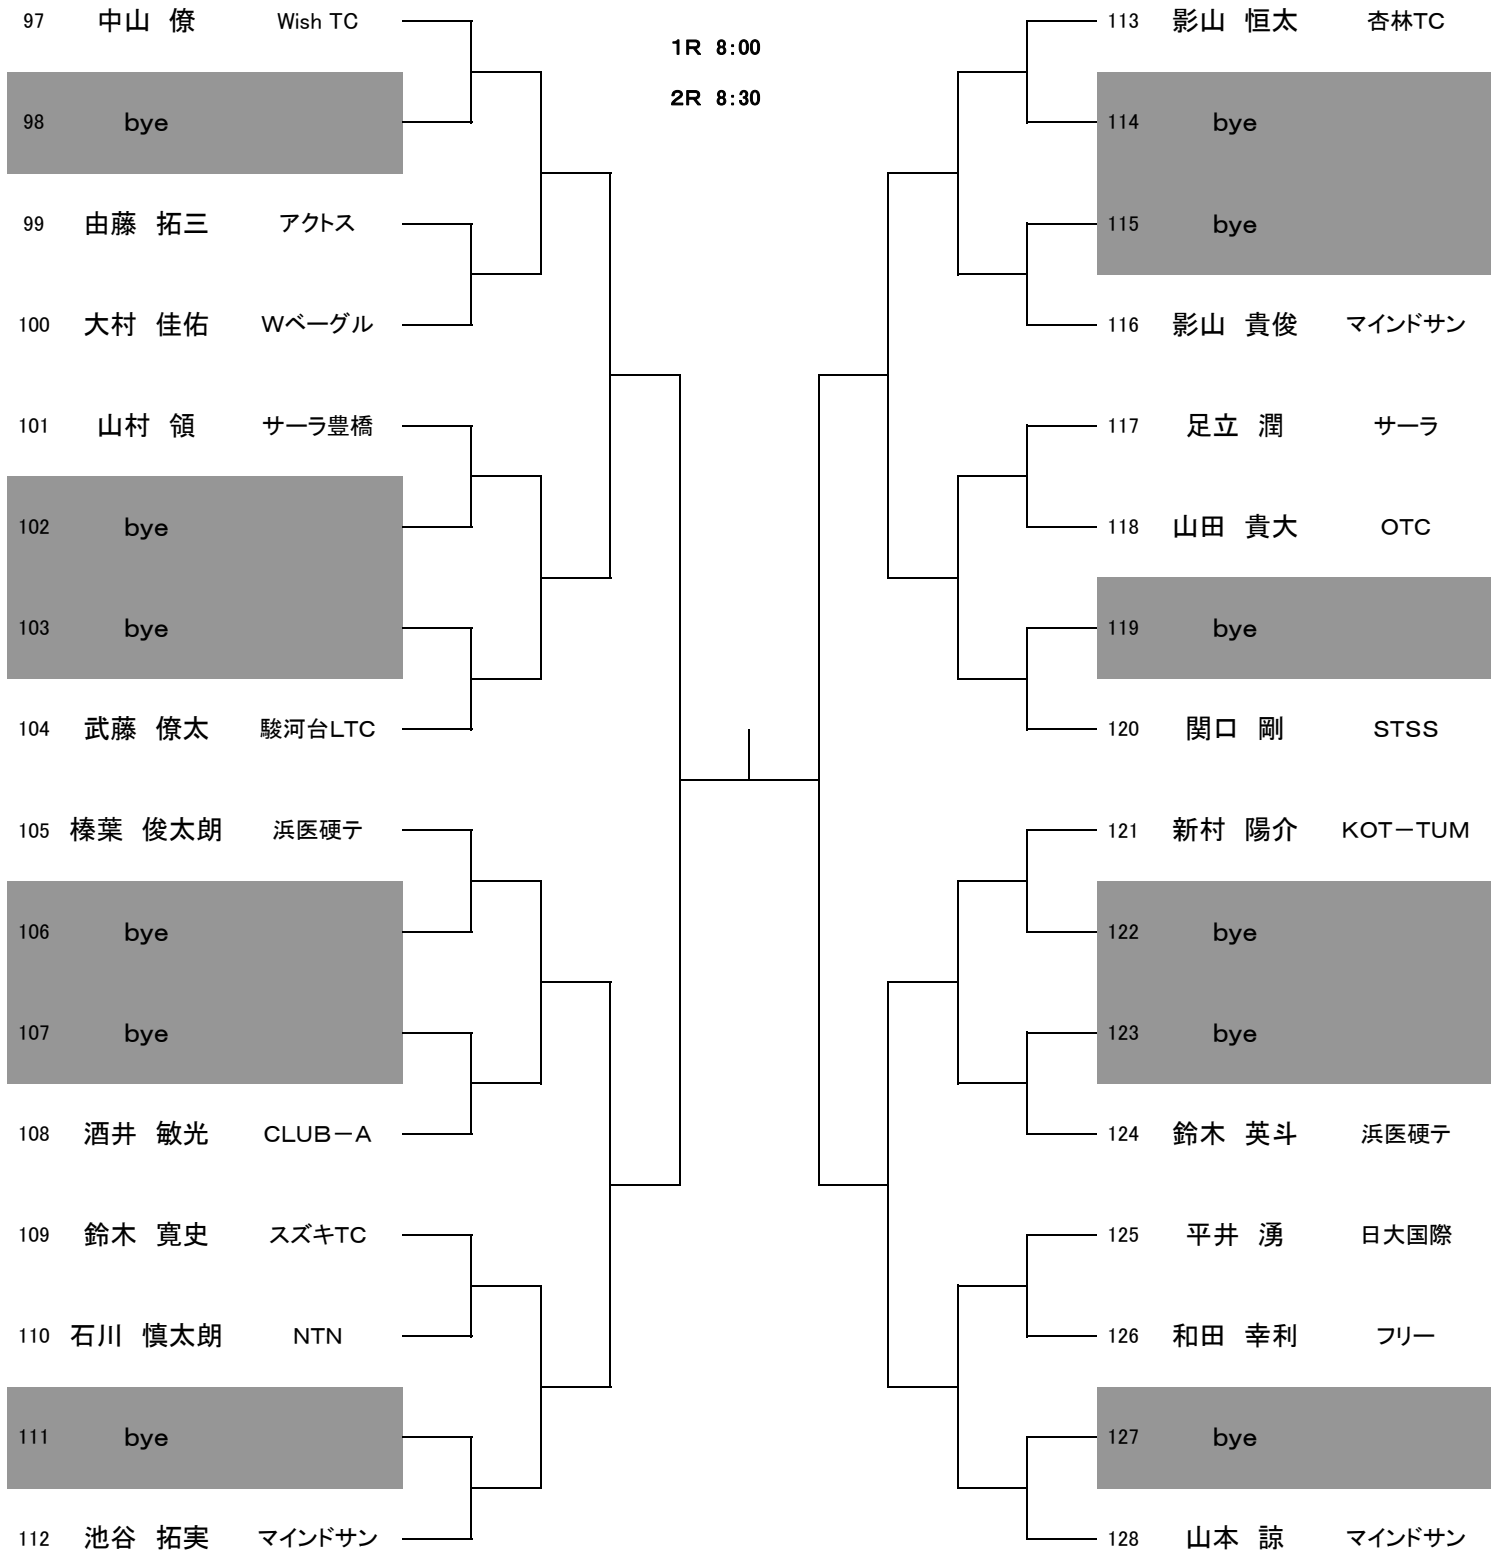 97 中山 僚 Wish TC
98 bye
99 由藤 拓三 アクトス
100 大村 佳佑 Wベーグル
101 山村 領 サーラ豊橋
102 bye
103 bye
104 武藤 僚太 駿河台LTC
105 榛葉 俊太朗 浜医硬テ
106 bye
107 bye
108 酒井 敏光 CLUB－A
109 鈴木 寛史 スズキTC
110 石川 慎太朗 NTN
111 bye
112 池谷 拓実 マインドサン
1R 8:00
2R 8:30
113 影山 恒太 杏林TC
114 bye
115 bye
116 影山 貴俊 マインドサン
117 足立 潤 サーラ
118 山田 貴大 OTC
119 bye
120 関口 剛 STSS
121 新村 陽介 KOT－TUM
122 bye
123 bye
124 鈴木 英斗 浜医硬テ
125 平井 湧 日大国際
126 和田 幸利 フリー
127 bye
128 山本 諒 マインドサン